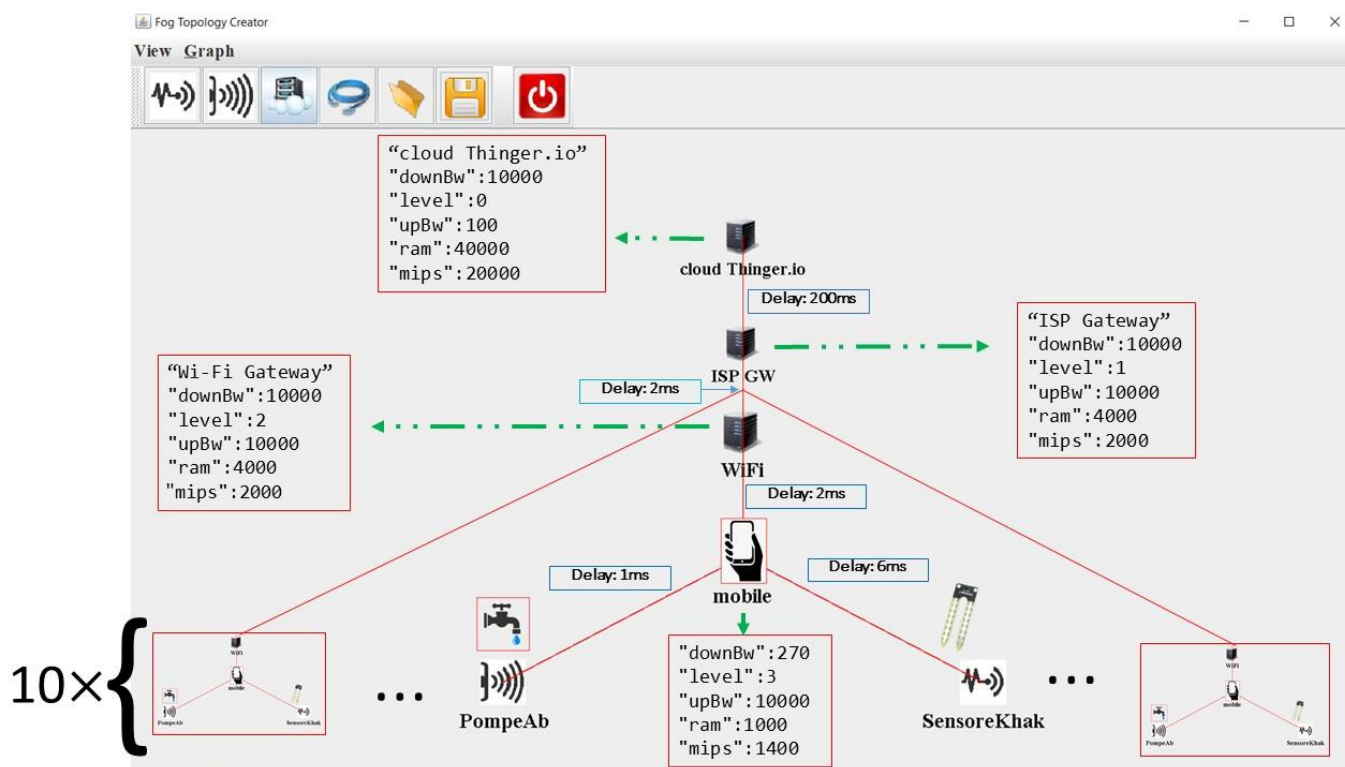 Fog Topology Creator
View Graph
“cloud Thinger.io”
"downBw":10000
"level":0
"upBw":100
"ram":40000
"mips":20000
cloud Thinger.io
Delay: 200ms
“ISP Gateway”
"downBw":10000
"level":1
"upBw":10000
"ram":4000
"mips":2000
ISP GW
Delay: 2ms
“Wi-Fi Gateway”
"downBw":10000
"level":2
"upBw":10000
"ram":4000
"mips":2000
WiFi
Delay: 2ms
Delay: 1ms
Delay: 6ms
mobile
"downBw":270
"level":3
"upBw":10000
"ram":1000
"mips":1400
PompeAb
SensoreKhak
10×{
WiFi
mobile
PompeAb
SensoreKhak
...
...
WiFi
mobile
PompeAb
SensoreKhak